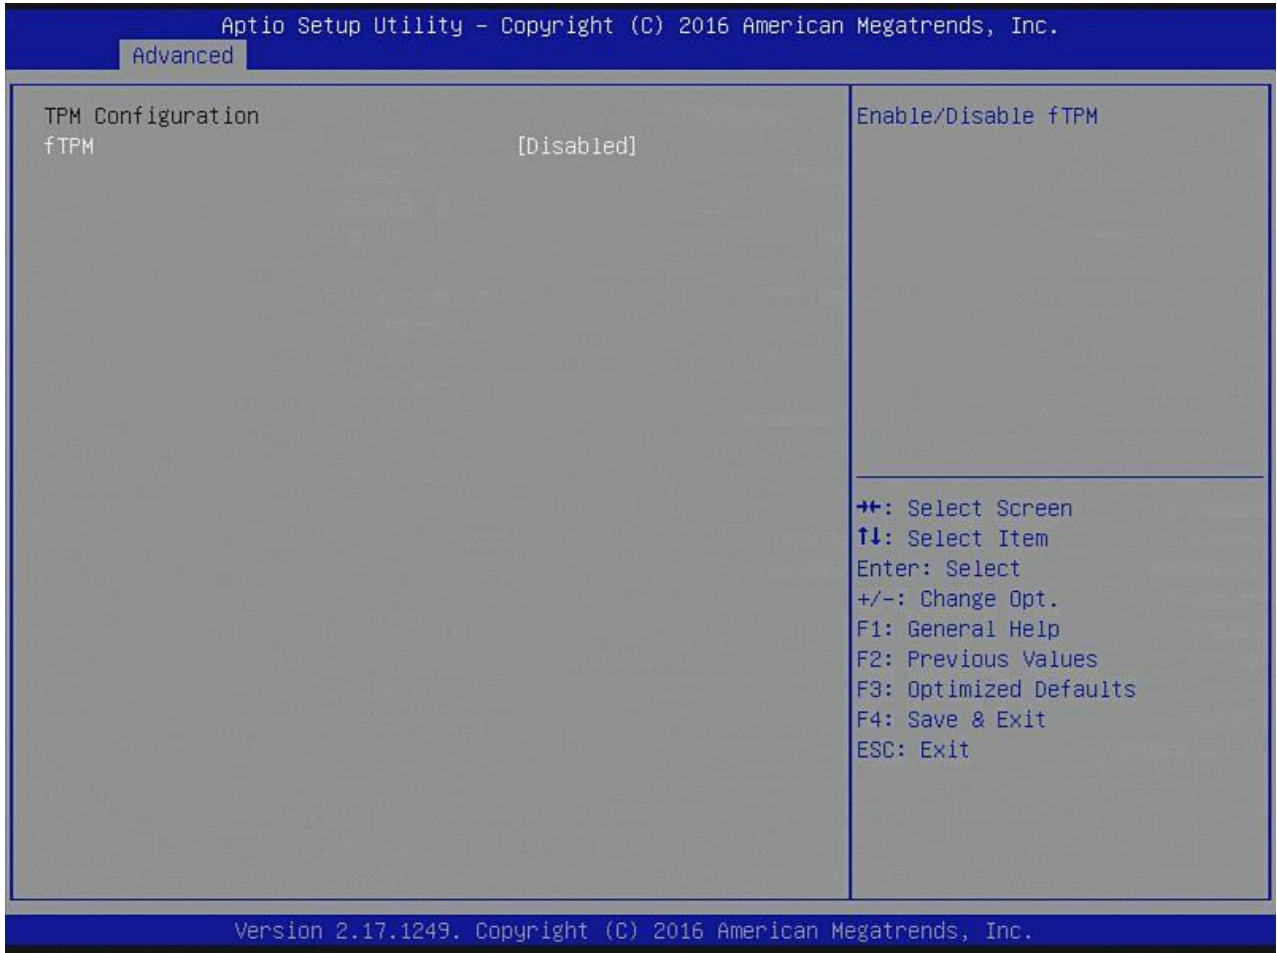 Aptio Setup Utility – Copyright (C) 2016 American Megatrends, Inc.
Advanced
TPM Configuration
fTPM [Disabled]
Enable/Disable fTPM
→←: Select Screen
↑↓: Select Item
Enter: Select
+/-: Change Opt.
F1: General Help
F2: Previous Values
F3: Optimized Defaults
F4: Save & Exit
ESC: Exit
Version 2.17.1249. Copyright (C) 2016 American Megatrends, Inc.